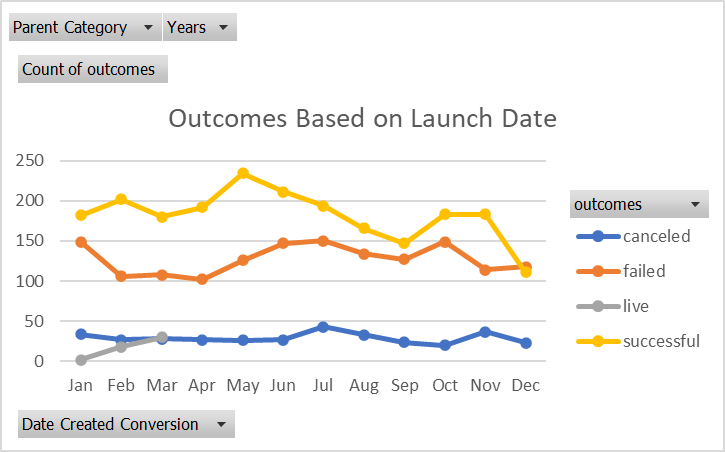 Parent Category Years
Count of outcomes
Outcomes Based on Launch Date
250
200
150
100
50
0
Jan Feb Mar Apr May Jun Jul Aug Sep Oct Nov Dec
outcomes
canceled
failed
live
successful
Date Created Conversion